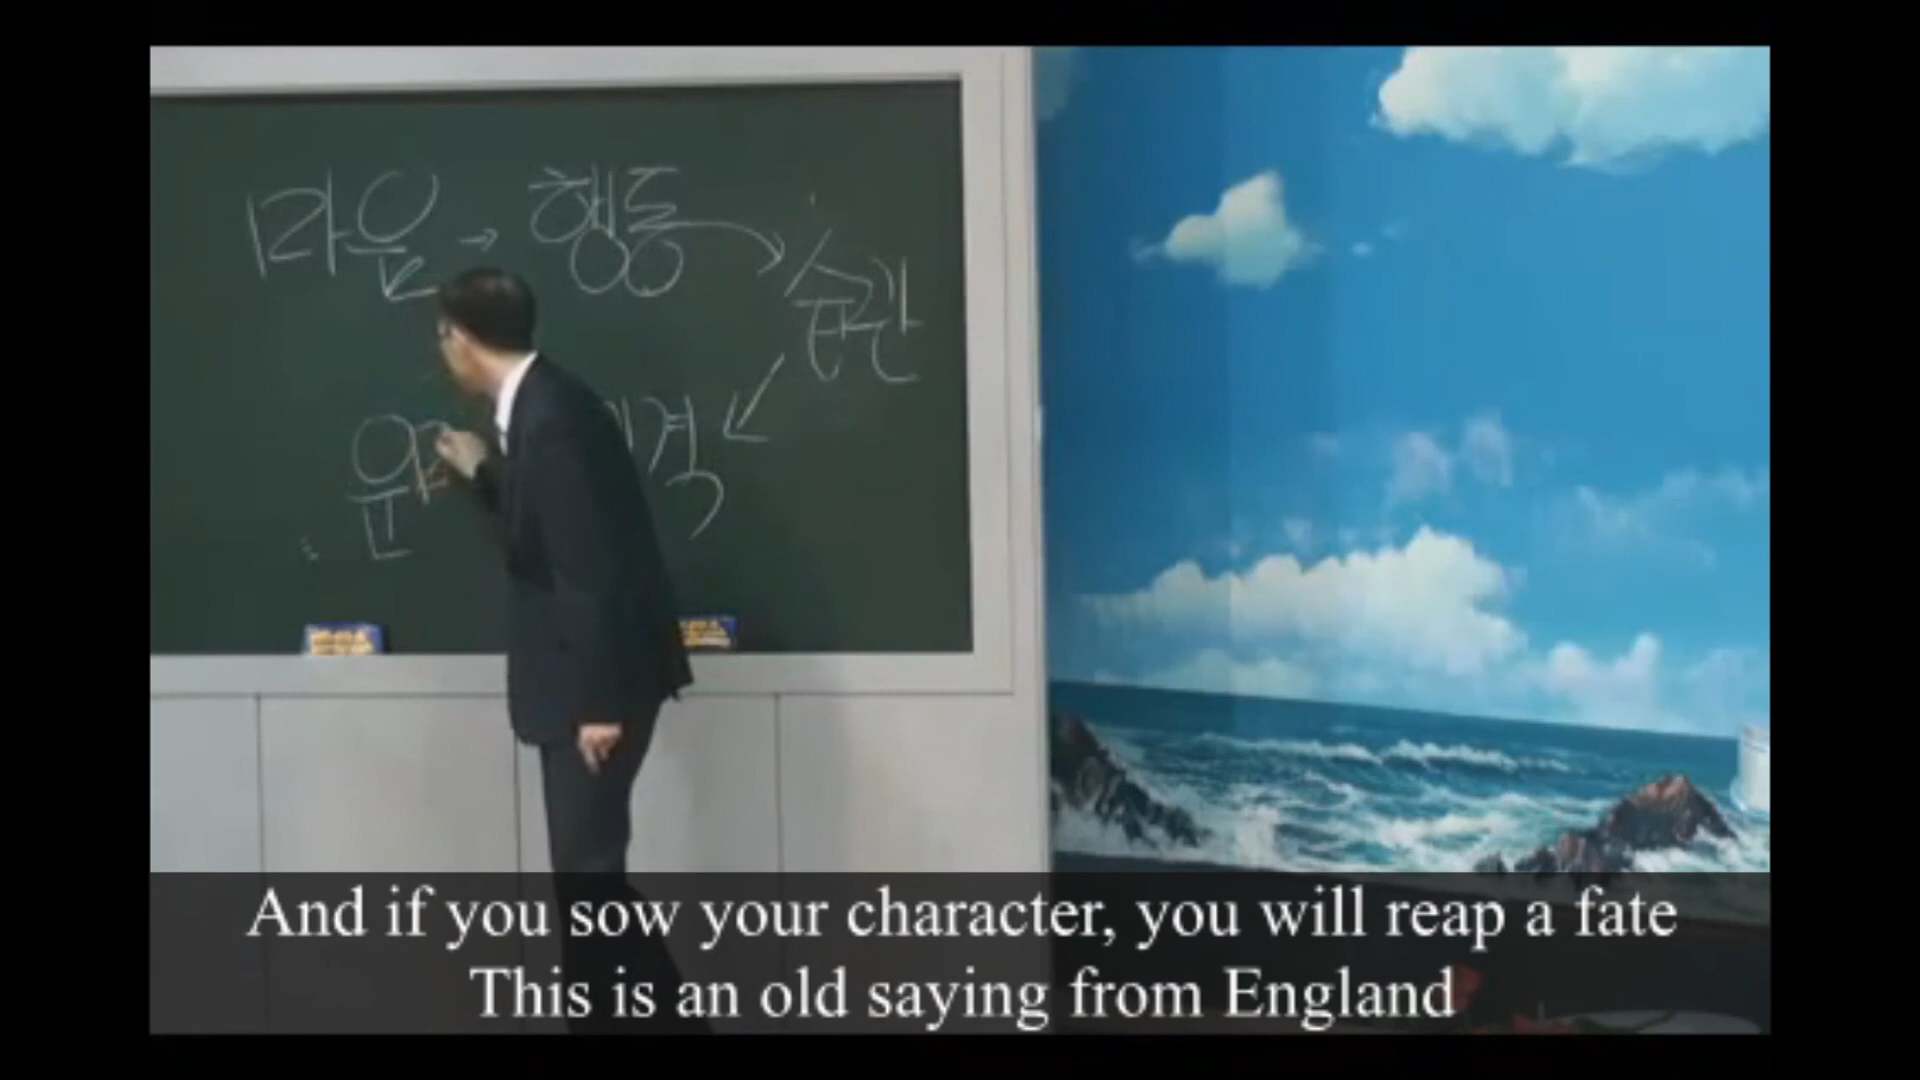 마음 → 행동
습관
운
And if you sow your character, you will reap a fate
This is an old saying from England